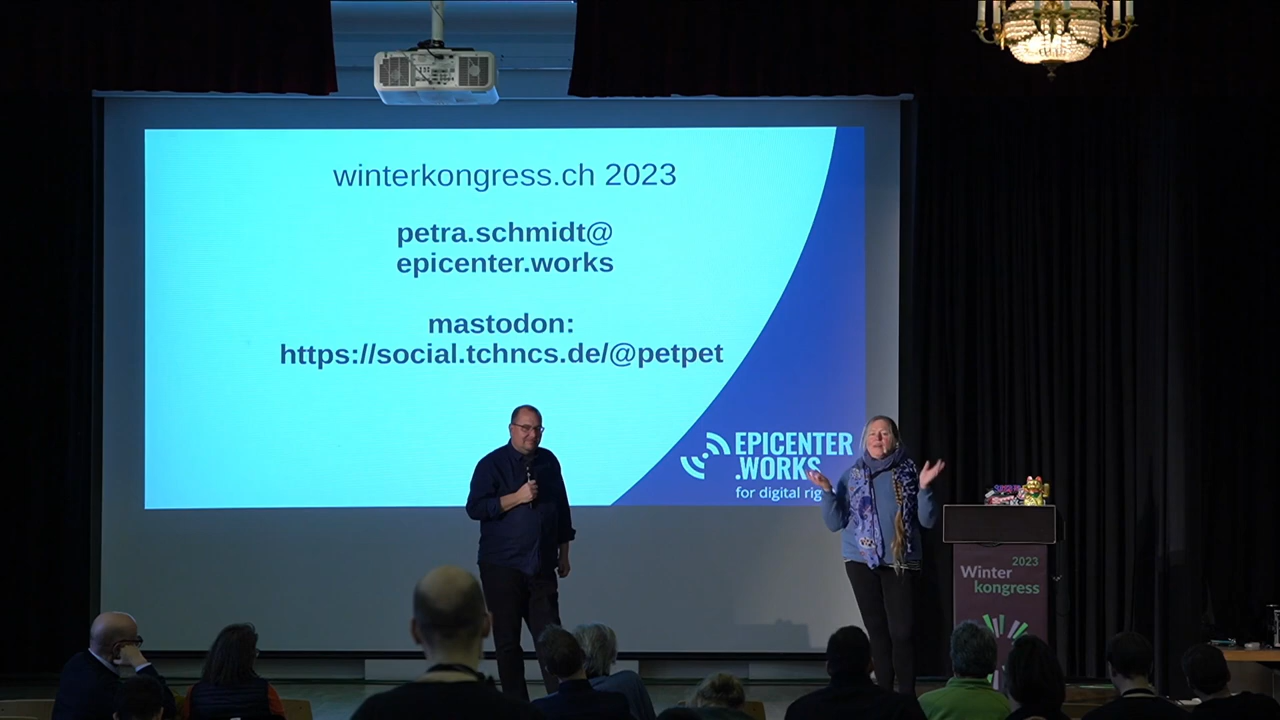 winterkongress.ch 2023
petra.schmidt@
epicenter.works
mastodon:
https://social.tchncs.de/@petpet
EPICENTER
.WORKS
for digital rig
2023
Winter
kongress